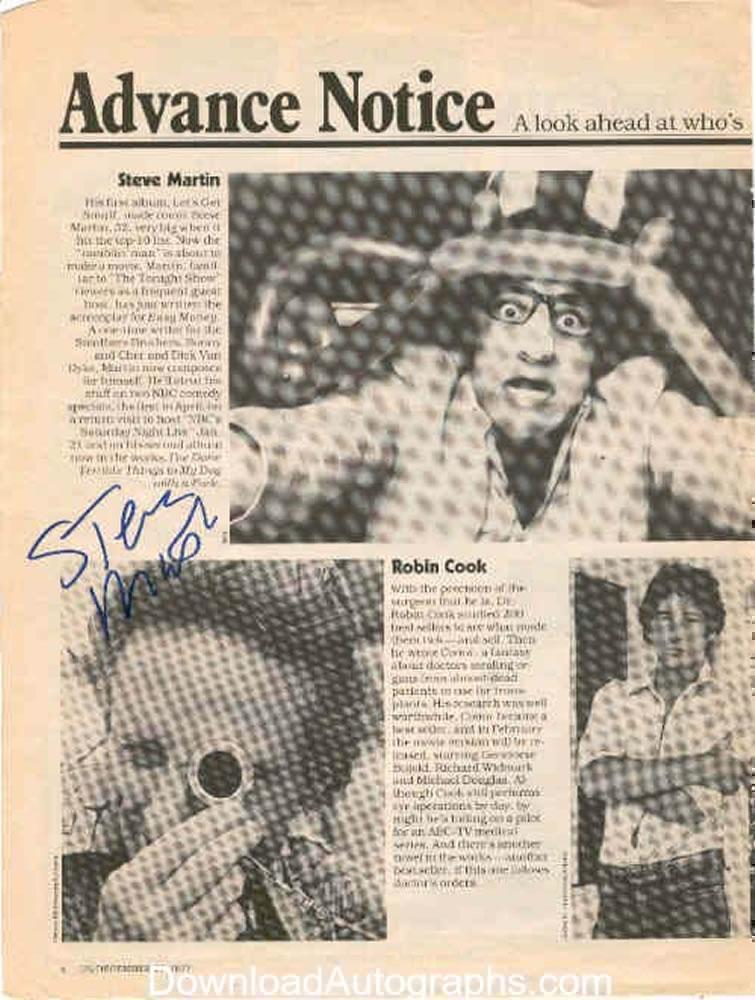 Advance Notice A look ahead at who's
Steve Martin
His first album, Let's Get
Small, made comic Steve
Martin, 32, very big when it
hit the top-10 list. Now the
"ramblin' man" is about to
make a movie. Martin, famil-
iar to "The Tonight Show"
viewers as a frequent guest
host, has just written the
screenplay for Easy Money.
A one-time writer for the
Smothers Brothers, Sonny
and Cher and Dick Van
Dyke, Martin now composes
for himself. He'll strut his
stuff on two NBC comedy
specials, the first in April, on
a return visit to host "NBC's
Saturday Night Live" Jan.
21 and on his second album
now in the works, I've Done
Terrible Things to My Dog
with a Fork.
Steve
Martin
Robin Cook
With the precision of the
surgeon that he is, Dr.
Robin Cook studied 200
best sellers to see what made
them tick—and sell. Then
he wrote Coma, a fantasy
about doctors stealing or-
gans from almost-dead
patients to use for trans-
plants. His research was well
worthwhile. Coma became a
best seller, and in February
the movie version will be re-
leased, starring Genevieve
Bujold, Richard Widmark
and Michael Douglas. Al-
though Cook still performs
eye operations by day, by
night he's toiling on a pilot
for an ABC-TV medical
series. And there's another
novel in the works—another
best seller, if this one follows
doctor's orders.
DECEMBER 1977
DownloadAutographs.com